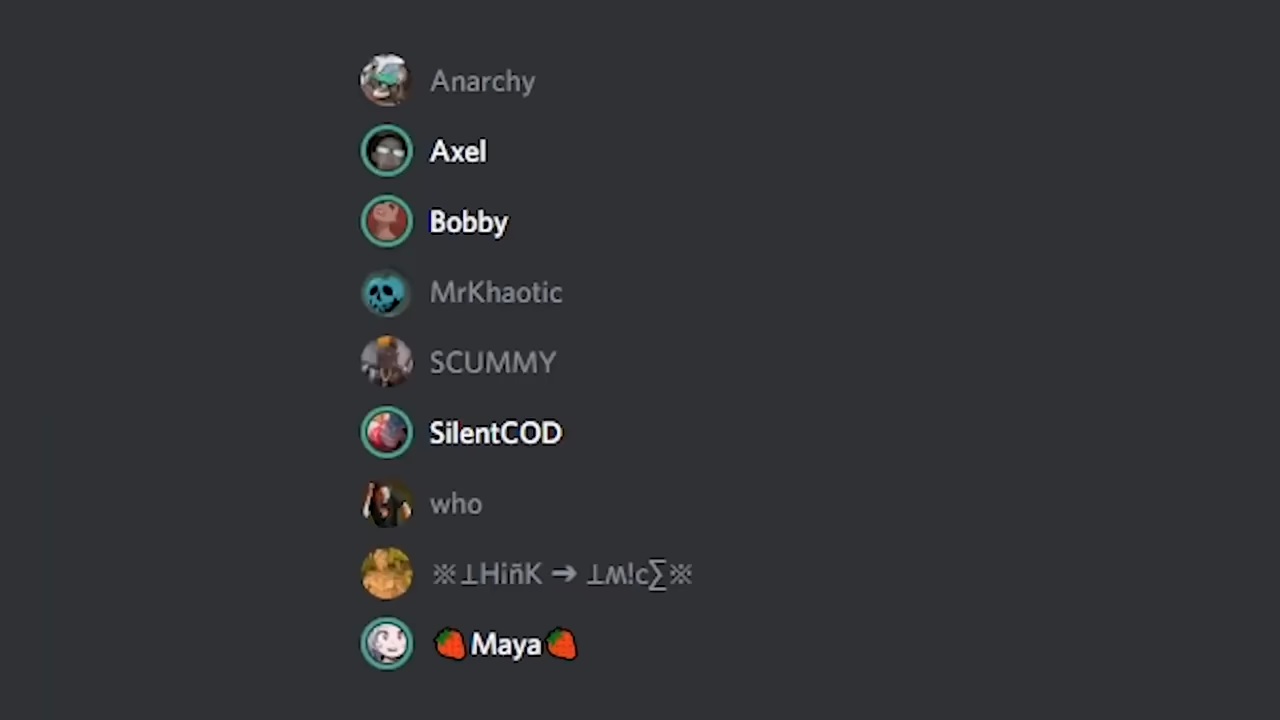 Anarchy
Axel
Bobby
MrKhaotic
SCUMMY
SilentCOD
who
※⊥HiñK ➔ ⊥ʍ!c∑※
🍓Maya🍓